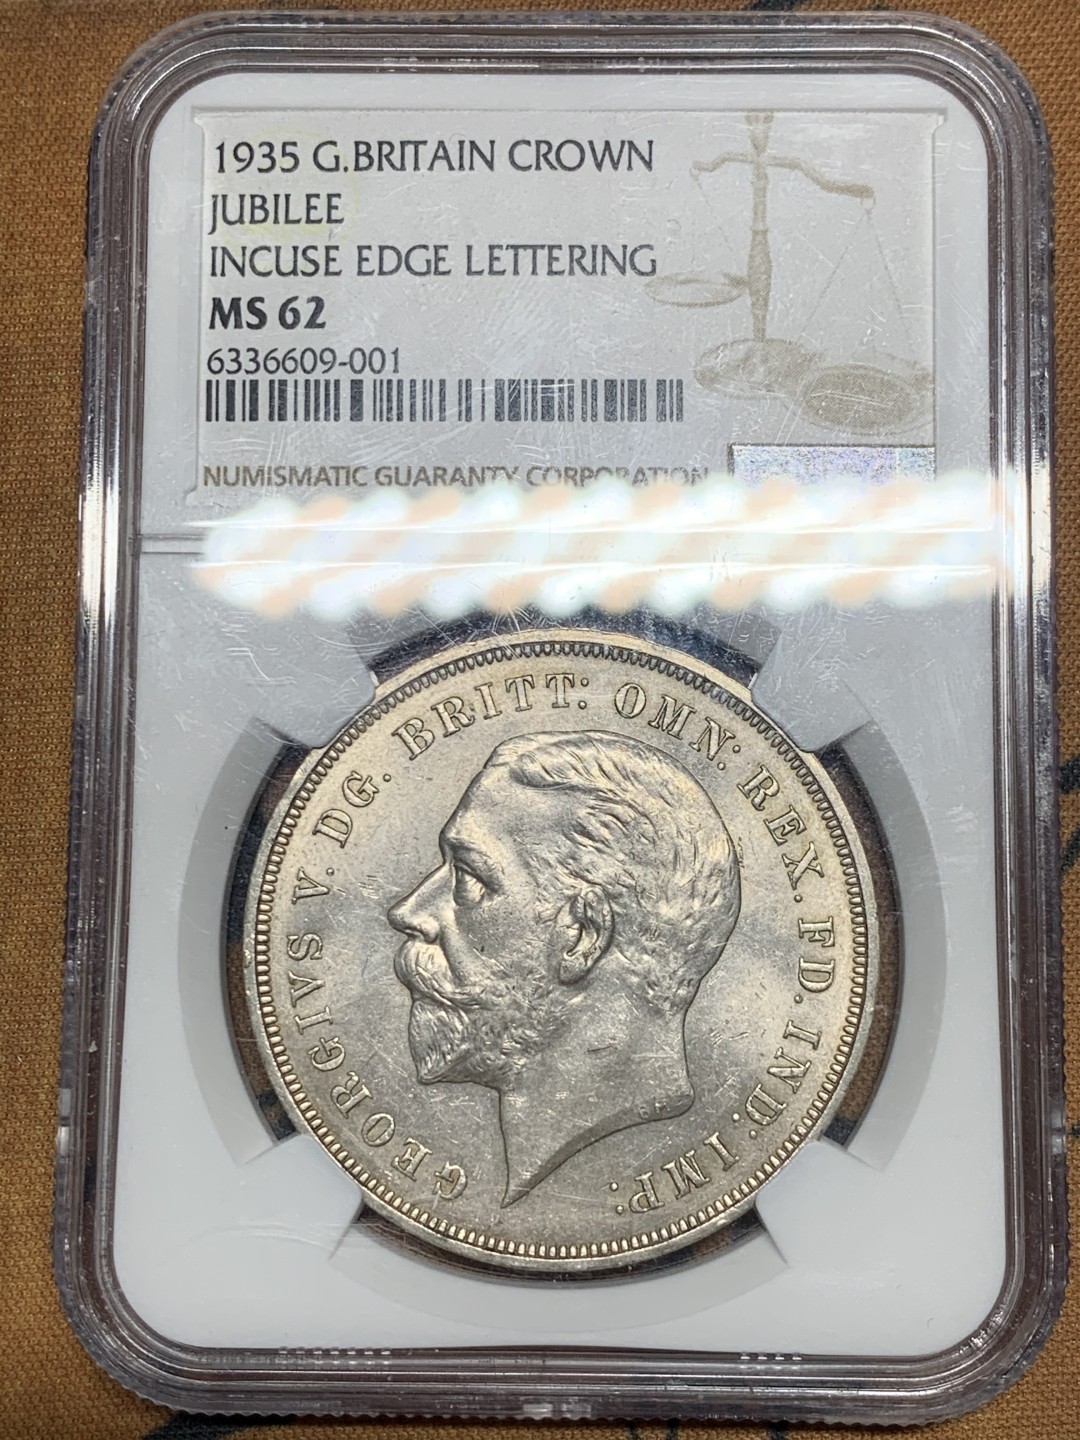 1935 G.BRITAIN CROWN
JUBILEE
INCUSE EDGE LETTERING
MS 62
6336609-001
NUMISMATIC GUARANTY CORPORATION
GEORGIVS V. DG. BRITT: OMN: REX. FD. IND: IMP: